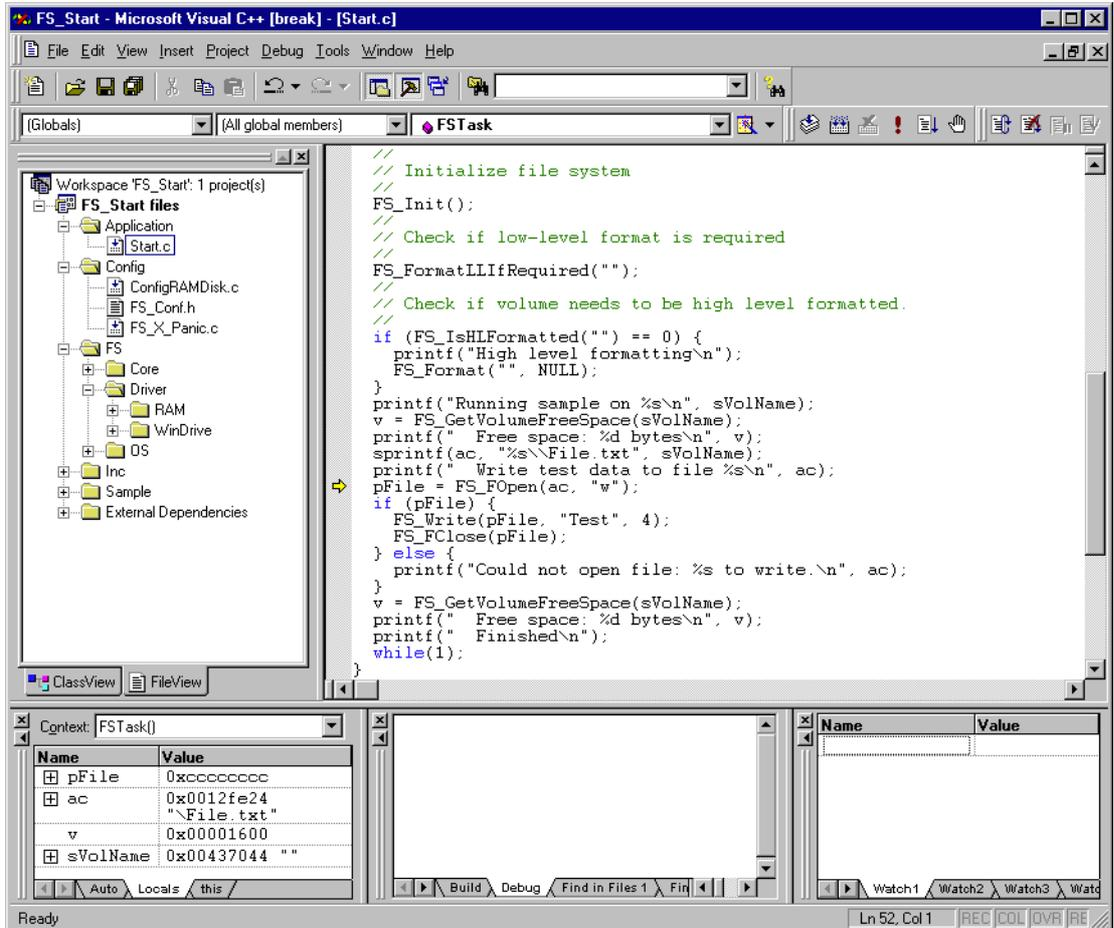 FS_Start - Microsoft Visual C++ [break] - [Start.c]
File Edit View Insert Project Debug Tools Window Help
(Globals) (All global members) FSTask
Workspace 'FS_Start': 1 project(s)
FS_Start files
Application
Start.c
Config
ConfigRAMDisk.c
FS_Conf.h
FS_X_Panic.c
FS
Core
Driver
RAM
WinDrive
OS
Inc
Sample
External Dependencies
ClassView FileView
//
// Initialize file system
//
FS_Init();
//
// Check if low-level format is required
//
FS_FormatLLIfRequired("");
//
// Check if volume needs to be high level formatted.
//
if (FS_IsHLFormatted("") == 0) {
printf("High level formatting\n");
FS_Format("", NULL);
}
printf("Running sample on %s\n", sVolName);
v = FS_GetVolumeFreeSpace(sVolName);
printf("  Free space: %d bytes\n", v);
sprintf(ac, "%s\\File.txt", sVolName);
printf("  Write test data to file %s\n", ac);
pFile = FS_FOpen(ac, "w");
if (pFile) {
FS_Write(pFile, "Test", 4);
FS_FClose(pFile);
} else {
printf("Could not open file: %s to write.\n", ac);
}
v = FS_GetVolumeFreeSpace(sVolName);
printf("  Free space: %d bytes\n", v);
printf("  Finished\n");
while(1);
}
Context: FSTask()
Name Value
pFile 0xcccccccc
ac 0x0012fe24
"\File.txt"
v 0x00001600
sVolName 0x00437044 ""
Auto Locals this
Build Debug Find in Files 1 Fin
Name Value
Watch1 Watch2 Watch3 Watc
Ready
Ln 52, Col 1 REC COL OVR RE